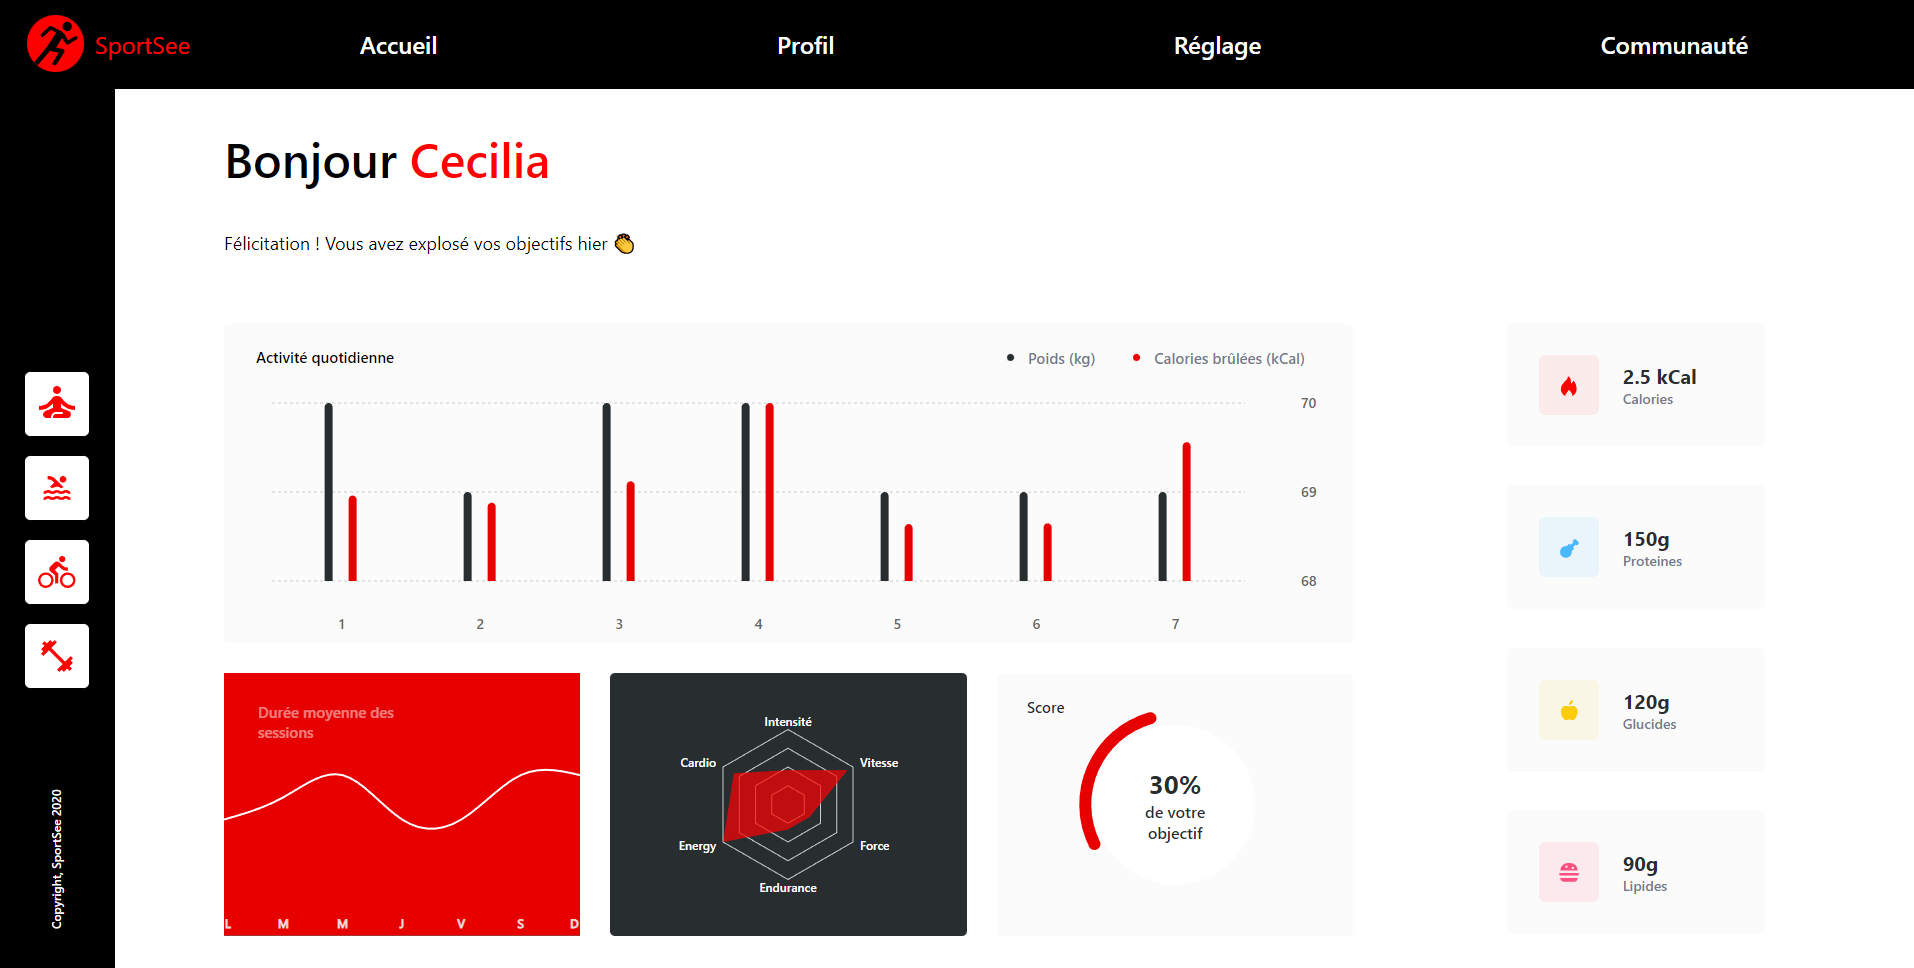 SportSee
Accueil
Profil
Réglage
Communauté
Bonjour Cecilia
Félicitation ! Vous avez explosé vos objectifs hier 👏
Activité quotidienne
Poids (kg)
Calories brûlées (kCal)
70
69
68
1
2
3
4
5
6
7
2.5 kCal
Calories
150g
Proteines
120g
Glucides
90g
Lipides
Durée moyenne des
sessions
L
M
M
J
V
S
D
Intensité
Vitesse
Force
Endurance
Energy
Cardio
Score
30%
de votre
objectif
Copyright, SportSee 2020